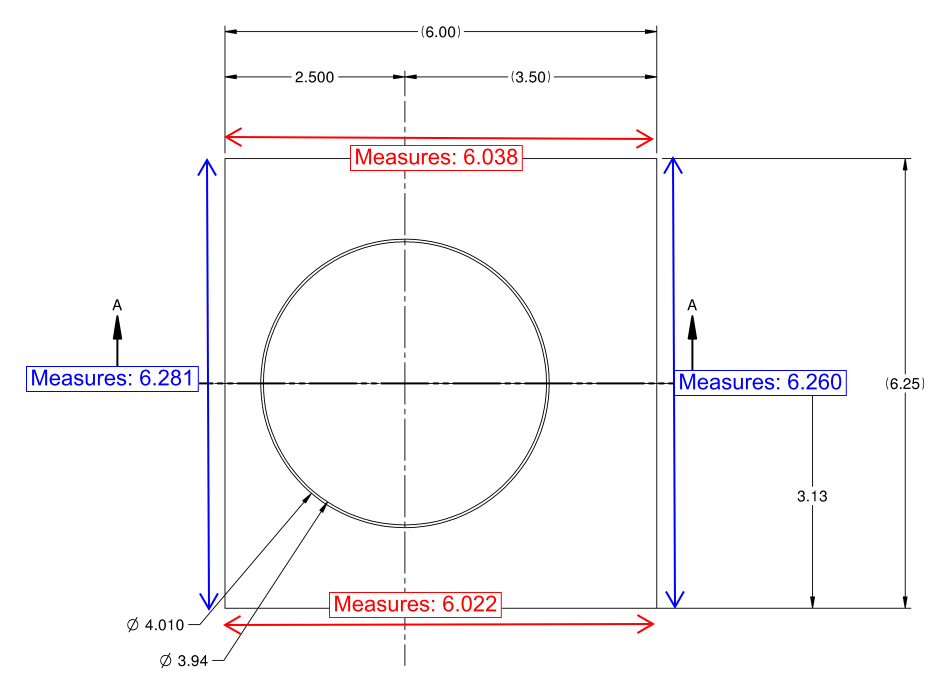 (6.00)
2.500
(3.50)
Measures: 6.038
A
A
Measures: 6.281
Measures: 6.260
(6.25)
3.13
Measures: 6.022
Ø 4.010
Ø 3.94